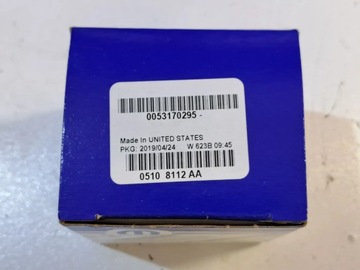 0053170295 -
Made In UNITED STATES
PKG: 2019/04/24 W 623B 09:45
0510 8112 AA